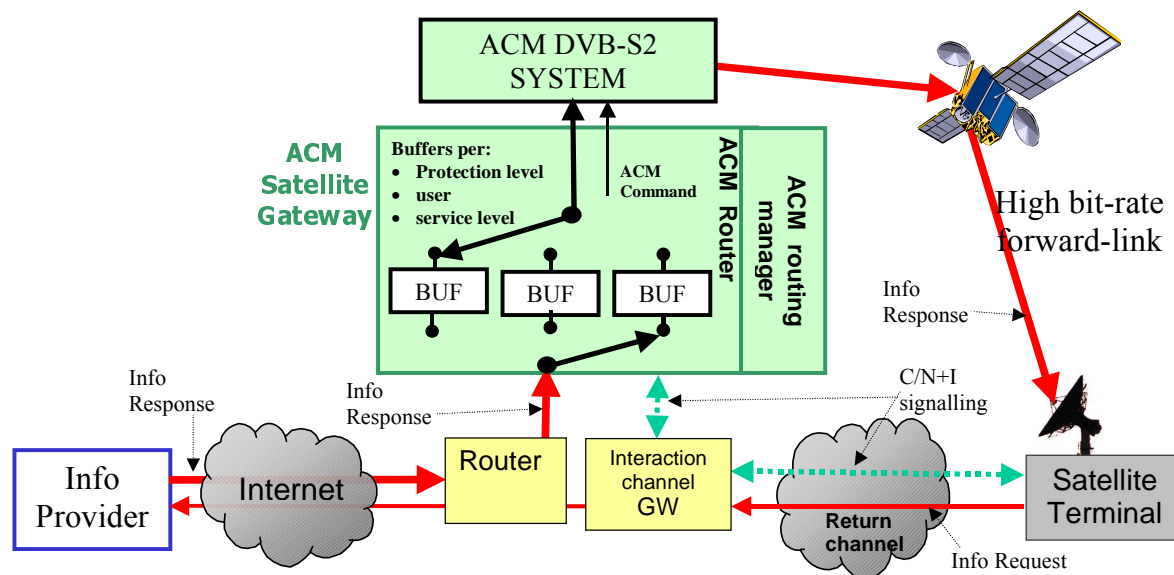 ACM DVB-S2
SYSTEM
ACM
Satellite
Gateway
Buffers per:
• Protection level
• user
• service level
ACM
Command
ACM Router
ACM routing
manager
BUF
BUF
BUF
High bit-rate
forward-link
Info
Response
Info
Response
Info
Response
C/N+I
signalling
Info
Provider
Internet
Router
Interaction
channel
GW
Return
channel
Satellite
Terminal
Info Request